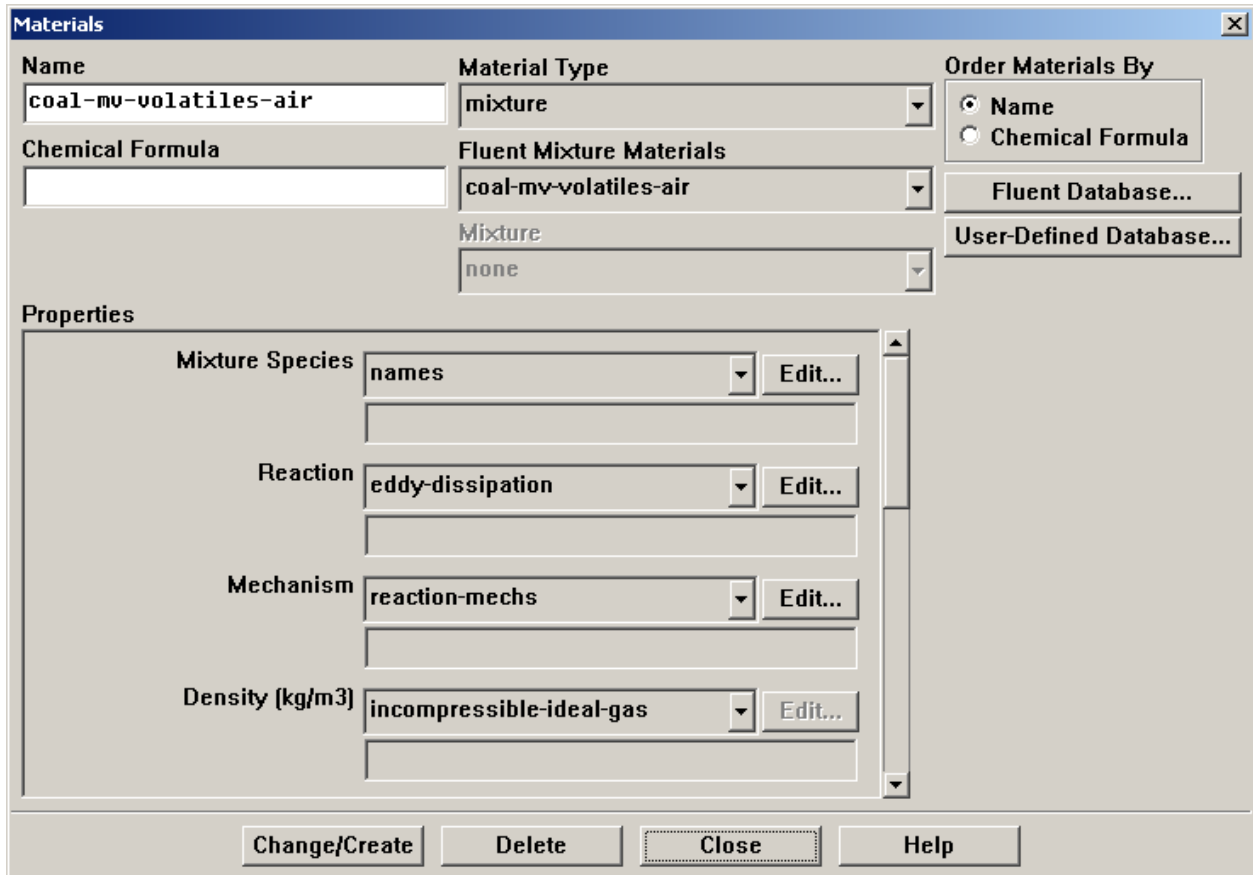 Materials
Name
coal-mv-volatiles-air
Chemical Formula
Material Type
mixture
Fluent Mixture Materials
coal-mv-volatiles-air
Mixture
none
Order Materials By
Name
Chemical Formula
Fluent Database...
User-Defined Database...
Properties
Mixture Species names Edit...
Reaction eddy-dissipation Edit...
Mechanism reaction-mechs Edit...
Density (kg/m3) incompressible-ideal-gas Edit...
Change/Create Delete Close Help